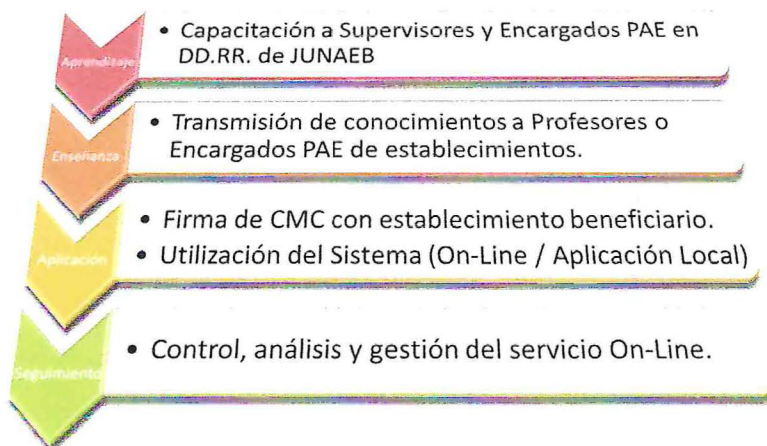 Aprendizaje
• Capacitación a Supervisores y Encargados PAE en
DD.RR. de JUNAEB
Enseñanza
• Transmisión de conocimientos a Profesores o
Encargados PAE de establecimientos.
Aplicación
• Firma de CMC con establecimiento beneficiario.
• Utilización del Sistema (On-Line / Aplicación Local)
Seguimiento
• Control, análisis y gestión del servicio On-Line.